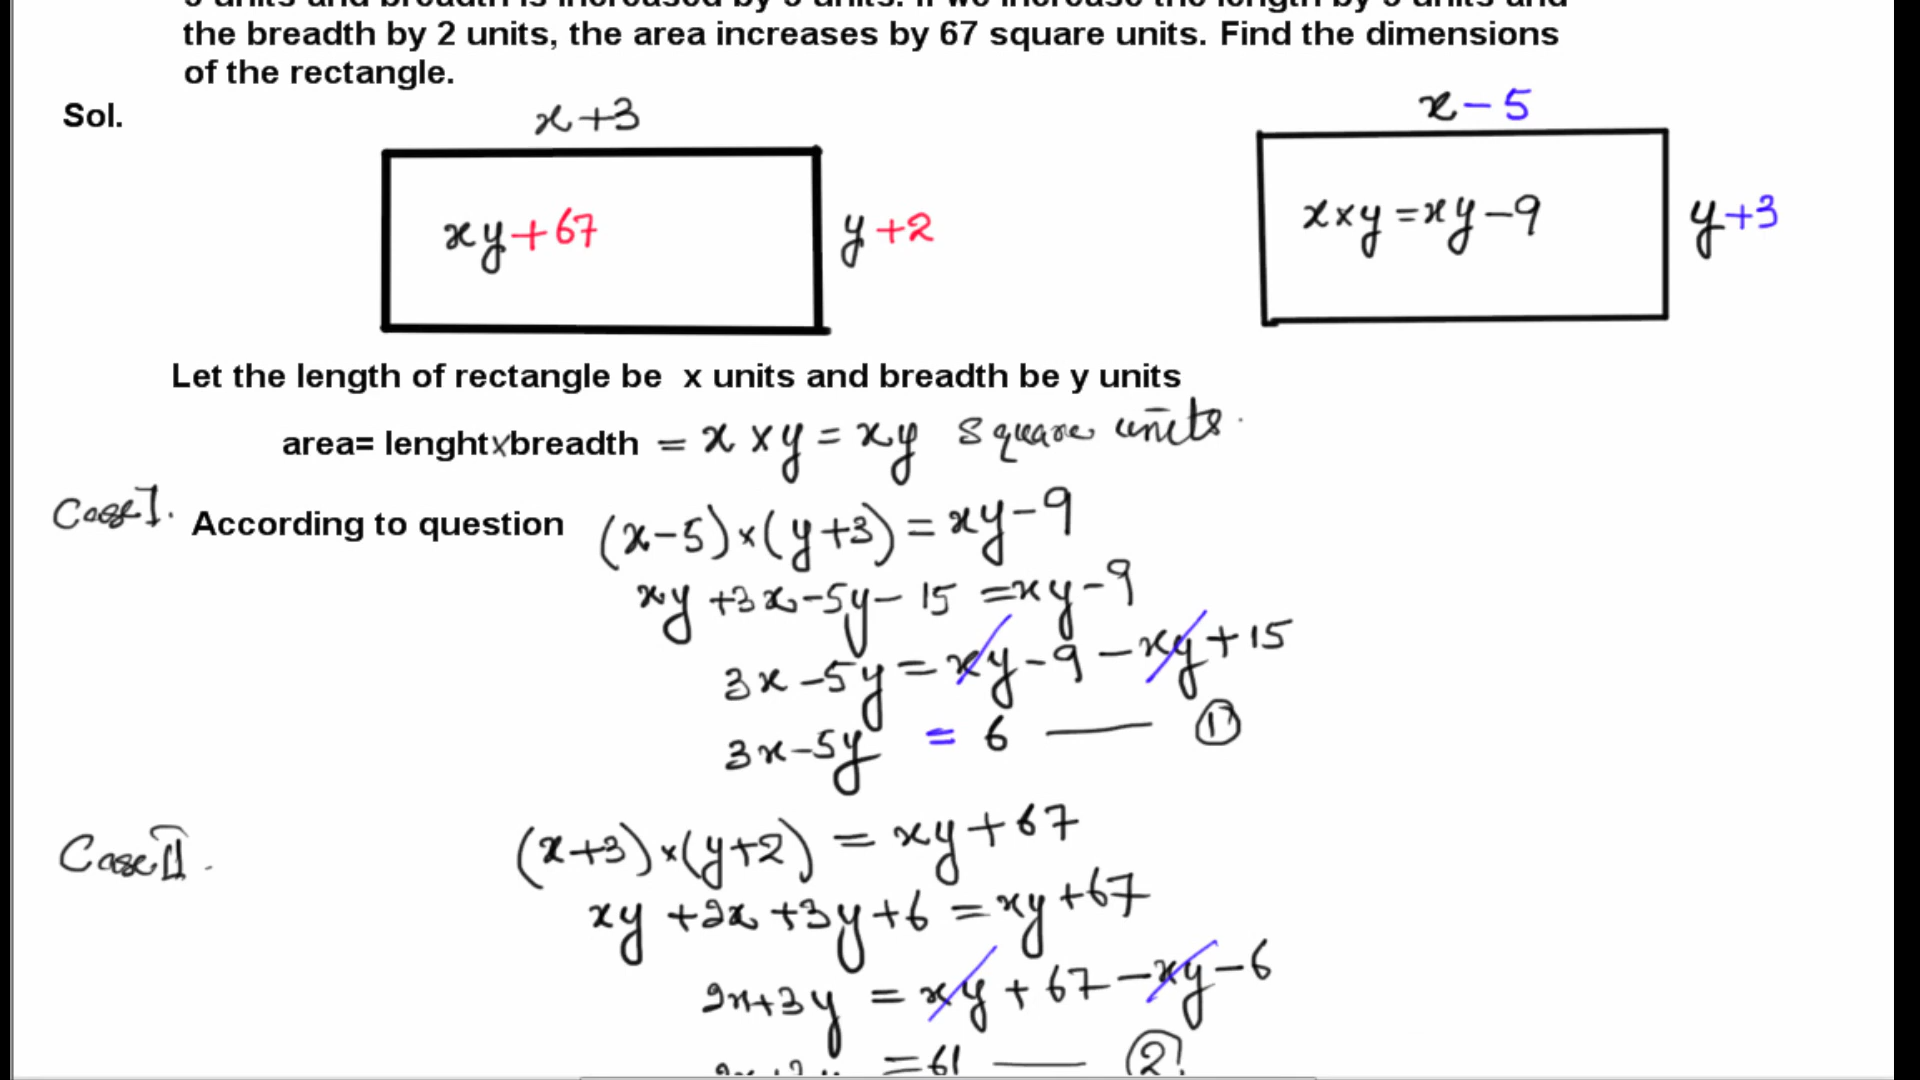 the breadth by 2 units, the area increases by 67 square units. Find the dimensions
of the rectangle.
Sol.
x+3
xy+67
y+2
x-5
x×y=xy-9
y+3
Let the length of rectangle be x units and breadth be y units
area= lenght×breadth = x×y = xy square units.
Case I. According to question (x-5)×(y+3) = xy-9
xy +3x-5y-15 =xy-9
3x-5y = xy-9-xy+15
3x-5y = 6 —— ①
Case II. (x+3)×(y+2) = xy+67
xy +2x+3y+6 =xy+67
2x+3y = xy+67-xy-6
=61 —— ②